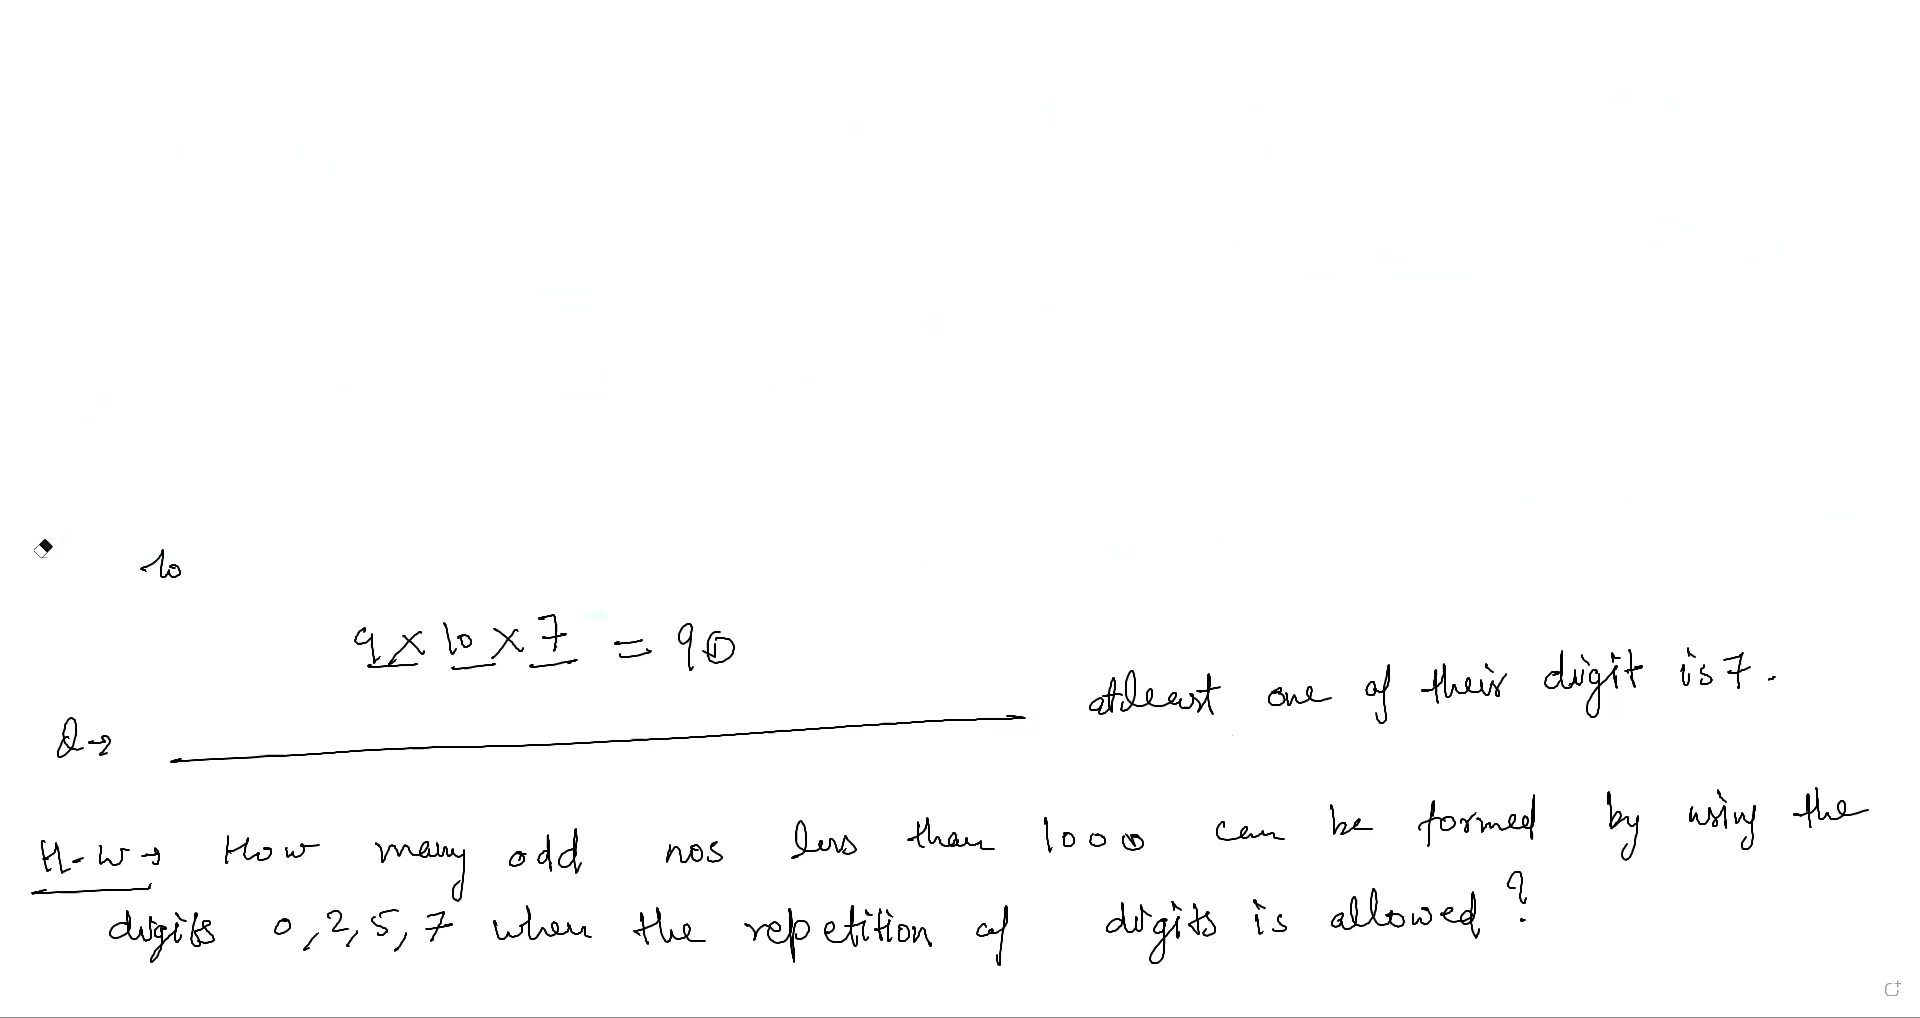 10
9 × 10 × 7 = 90
Q→ atleast one of their digit is 7.
H-W→ How many odd nos less than 1000 can be formed by using the
digits 0, 2, 5, 7 when the repetition of digits is allowed?